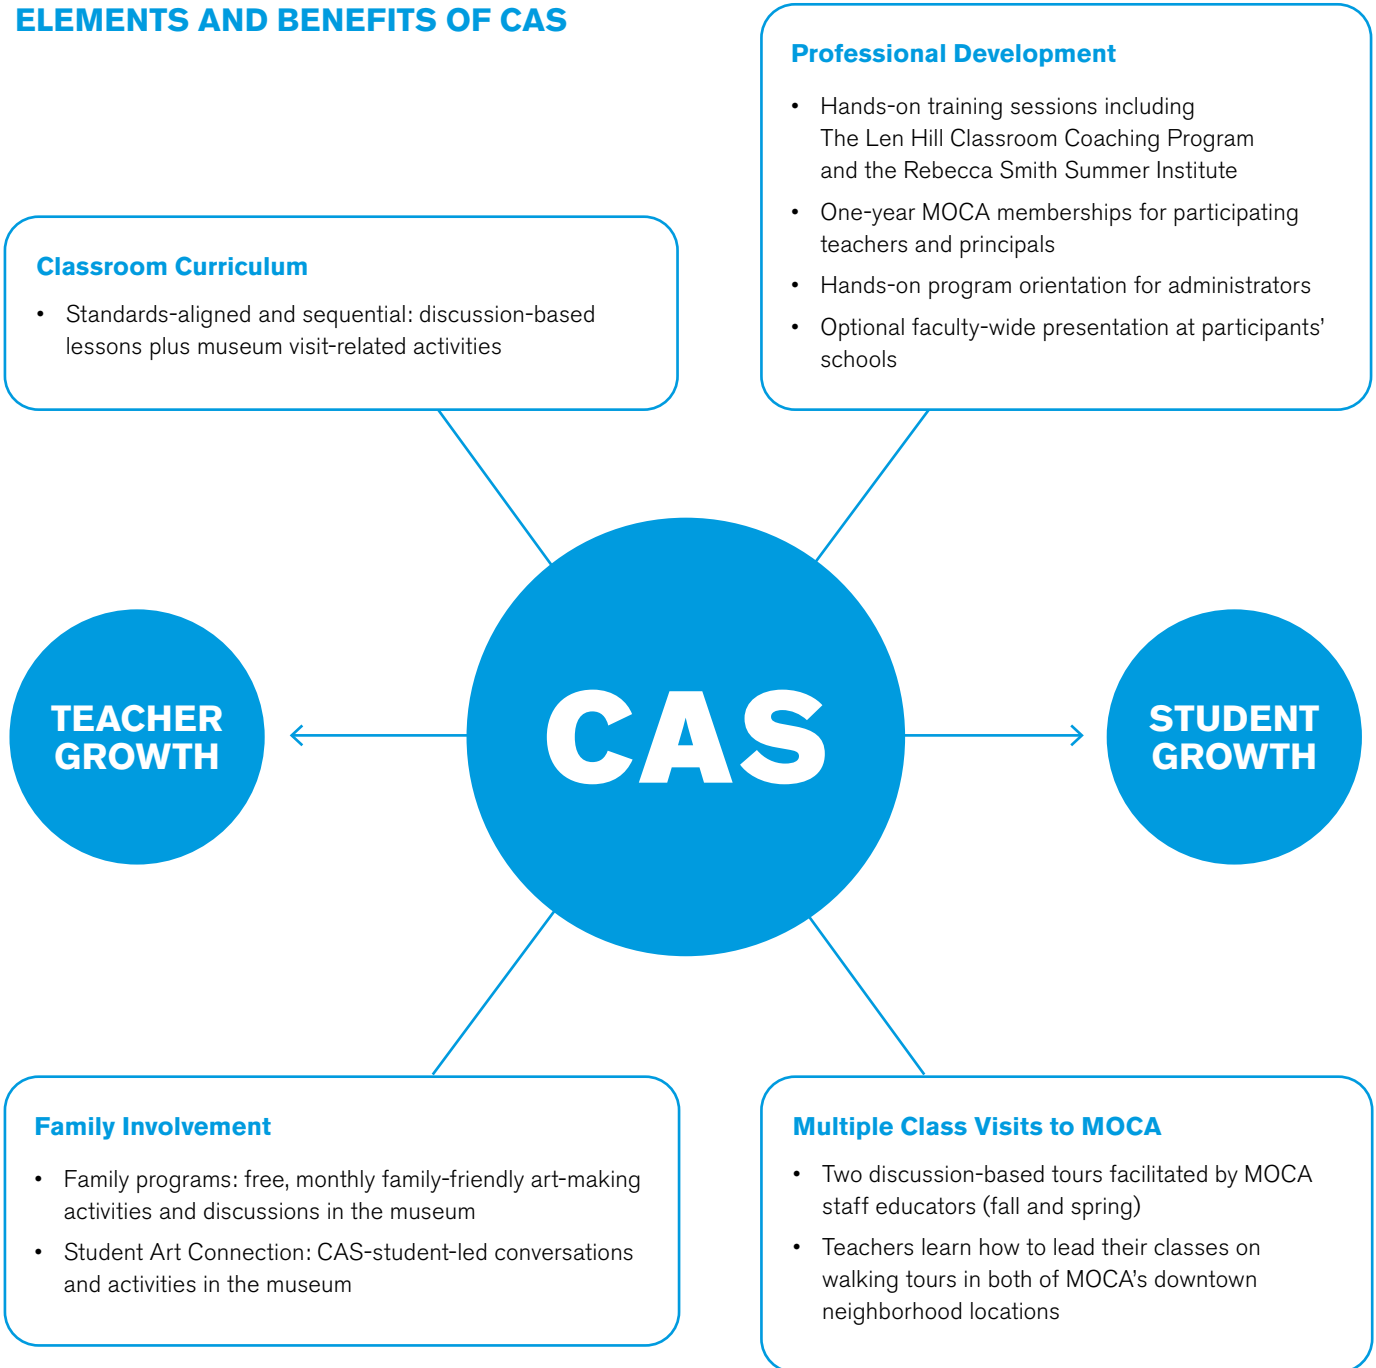 ELEMENTS AND BENEFITS OF CAS
Professional Development
• Hands-on training sessions including
The Len Hill Classroom Coaching Program
and the Rebecca Smith Summer Institute
• One-year MOCA memberships for participating
teachers and principals
• Hands-on program orientation for administrators
• Optional faculty-wide presentation at participants’
schools
Classroom Curriculum
• Standards-aligned and sequential: discussion-based
lessons plus museum visit-related activities
TEACHER
GROWTH
CAS
STUDENT
GROWTH
Family Involvement
• Family programs: free, monthly family-friendly art-making
activities and discussions in the museum
• Student Art Connection: CAS-student-led conversations
and activities in the museum
Multiple Class Visits to MOCA
• Two discussion-based tours facilitated by MOCA
staff educators (fall and spring)
• Teachers learn how to lead their classes on
walking tours in both of MOCA’s downtown
neighborhood locations